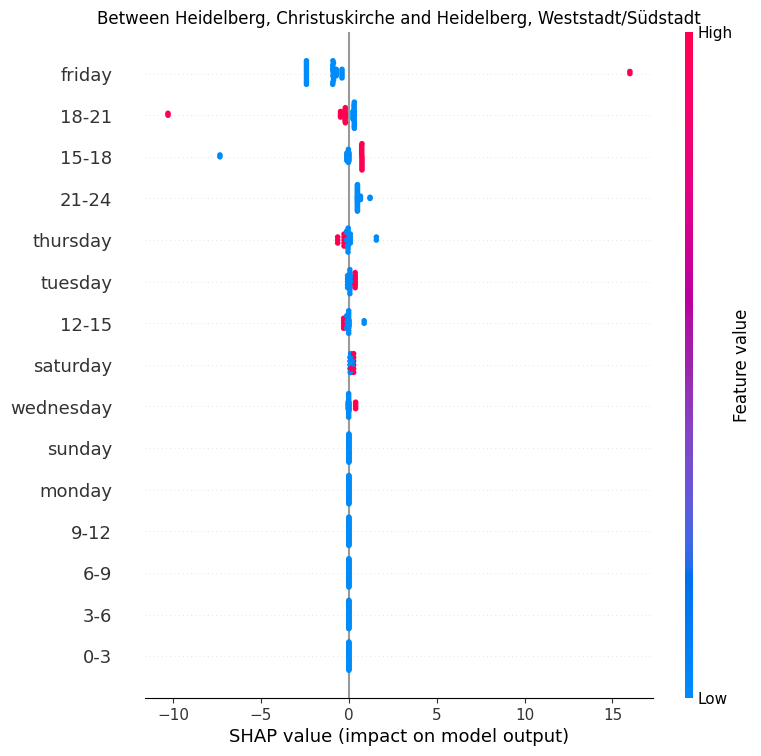 Between Heidelberg, Christuskirche and Heidelberg, Weststadt/Südstadt
High
friday
18-21
15-18
21-24
thursday
tuesday
12-15
saturday
wednesday
sunday
monday
9-12
6-9
3-6
0-3
Feature value
Low
−10 −5 0 5 10 15
SHAP value (impact on model output)